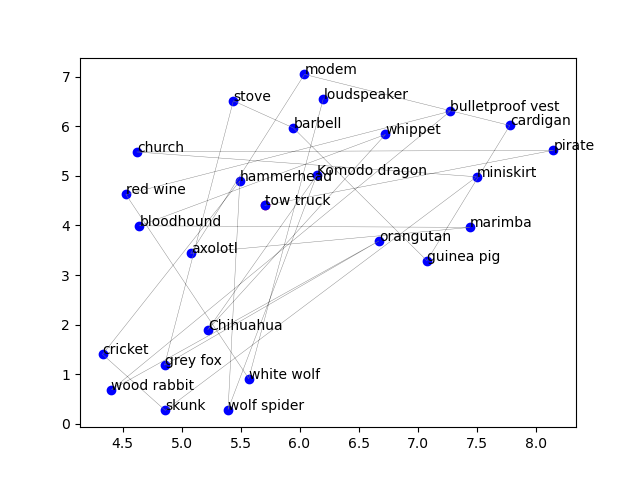 modem
stove
loudspeaker
bulletproof vest
barbell
cardigan
whippet
church
pirate
hammerhead
Komodo dragon
miniskirt
red wine
tow truck
bloodhound
marimba
axolotl
orangutan
guinea pig
Chihuahua
cricket
grey fox
white wolf
wood rabbit
skunk
wolf spider
7
6
5
4
3
2
1
0
4.5 5.0 5.5 6.0 6.5 7.0 7.5 8.0